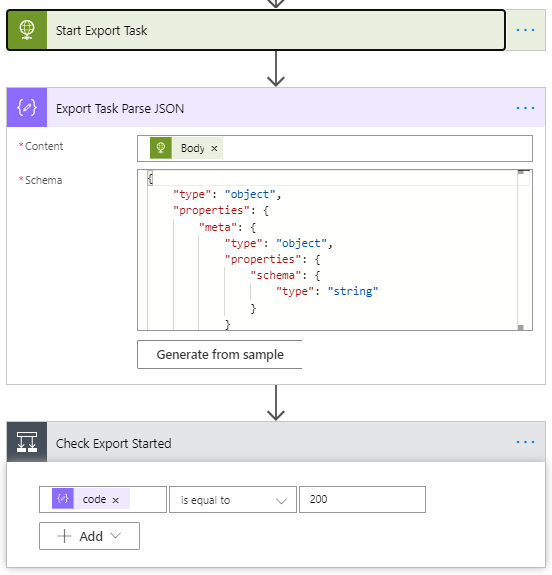 Start Export Task
...
Export Task Parse JSON
...
*Content
Body ×
*Schema
{
"type": "object",
"properties": {
"meta": {
"type": "object",
"properties": {
"schema": {
"type": "string"
}
}
Generate from sample
Check Export Started
...
code × is equal to 200
+ Add